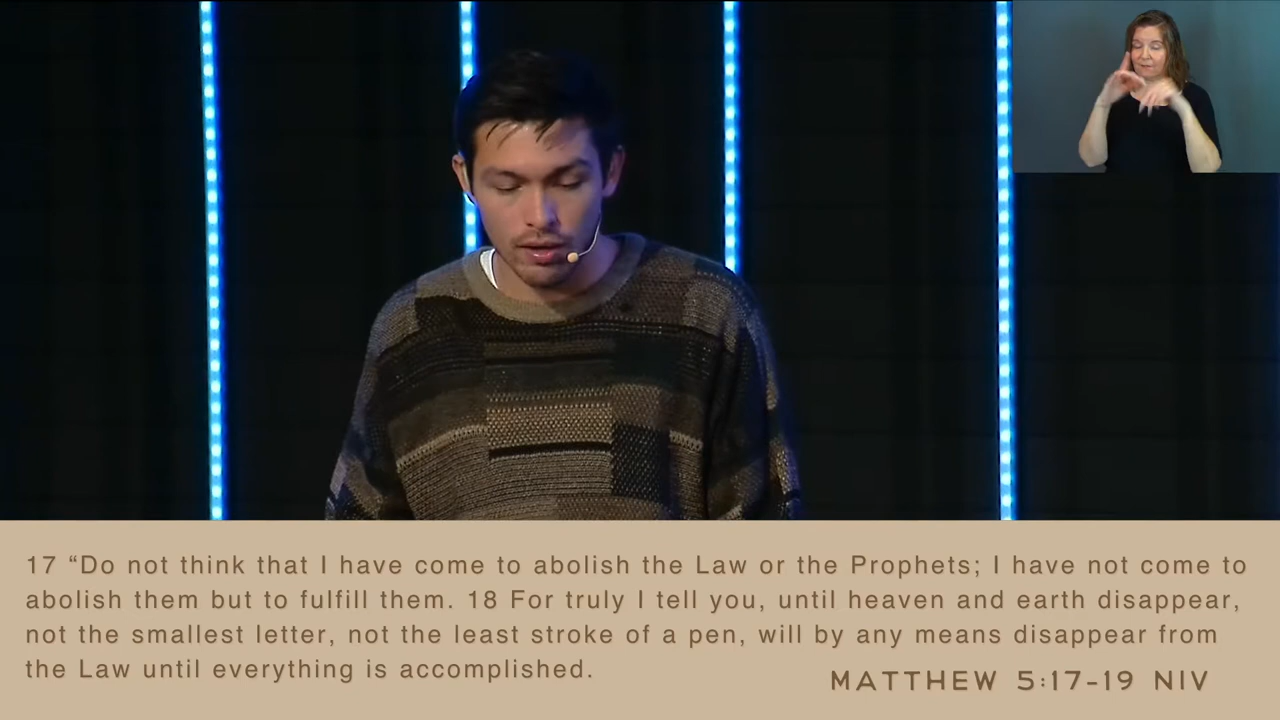 17 “Do not think that I have come to abolish the Law or the Prophets; I have not come to
abolish them but to fulfill them. 18 For truly I tell you, until heaven and earth disappear,
not the smallest letter, not the least stroke of a pen, will by any means disappear from
the Law until everything is accomplished.
MATTHEW 5:17-19 NIV